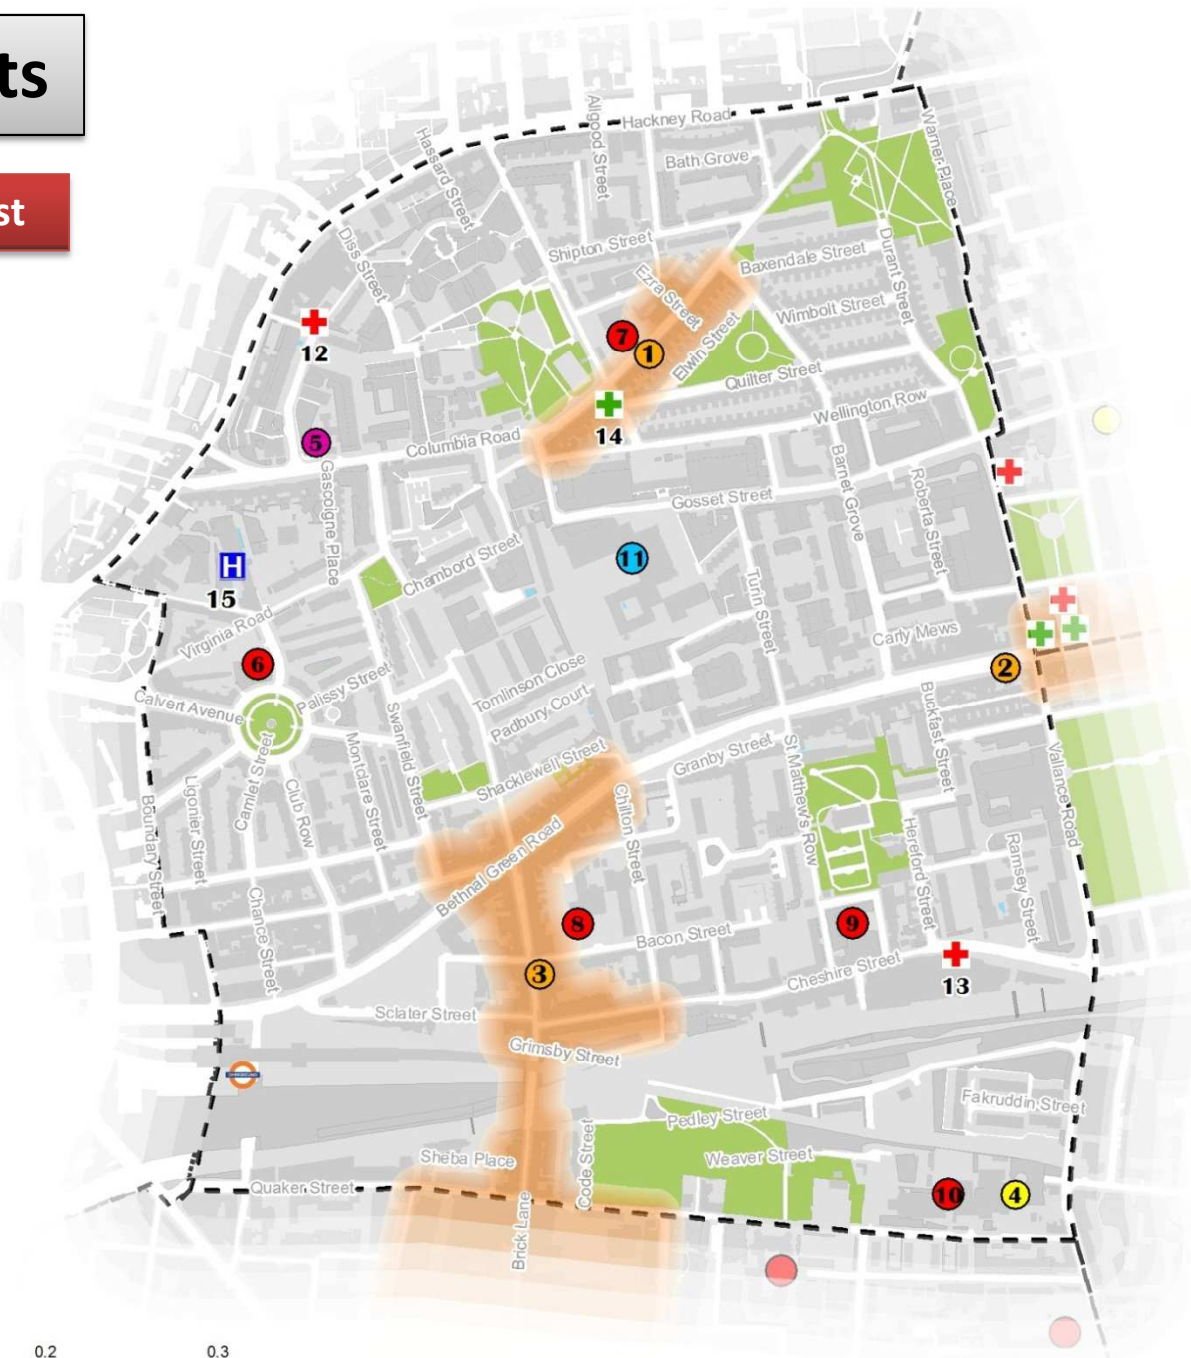 ts
st
Hackney Road
Allgood Street
Warner Place
Hassard Street
Bath Grove
Diss Street
Shipton Street
Durant Street
Baxendale Street
Ezra Street
Wimbolt Street
12
7
1
Elwin Street
Quilter Street
14
Wellington Row
5
Columbia Road
Gascoigne Place
Barnet Grove
Roberta Street
Gosset Street
Chambord Street
11
H
15
Turin Street
Virginia Road
Carly Mews
6
2
Palissy Street
Tomlinson Close
Calvert Avenue
Padbury Court
Buckfast Street
Swanfield Street
Montclare Street
Camlet Street
Shacklewell Street
Granby Street
St Matthew's Row
Vallance Road
Ligonier Street
Club Row
Boundary Street
Chilton Street
Bethnal Green Road
Hereford Street
Ramsey Street
Chance Street
8
9
Bacon Street
3
13
Cheshire Street
Sclater Street
Grimsby Street
UNDERGROUND
Fakruddin Street
Pedley Street
Code Street
Sheba Place
Weaver Street
Quaker Street
10
4
Brick Lane
0.2
0.3